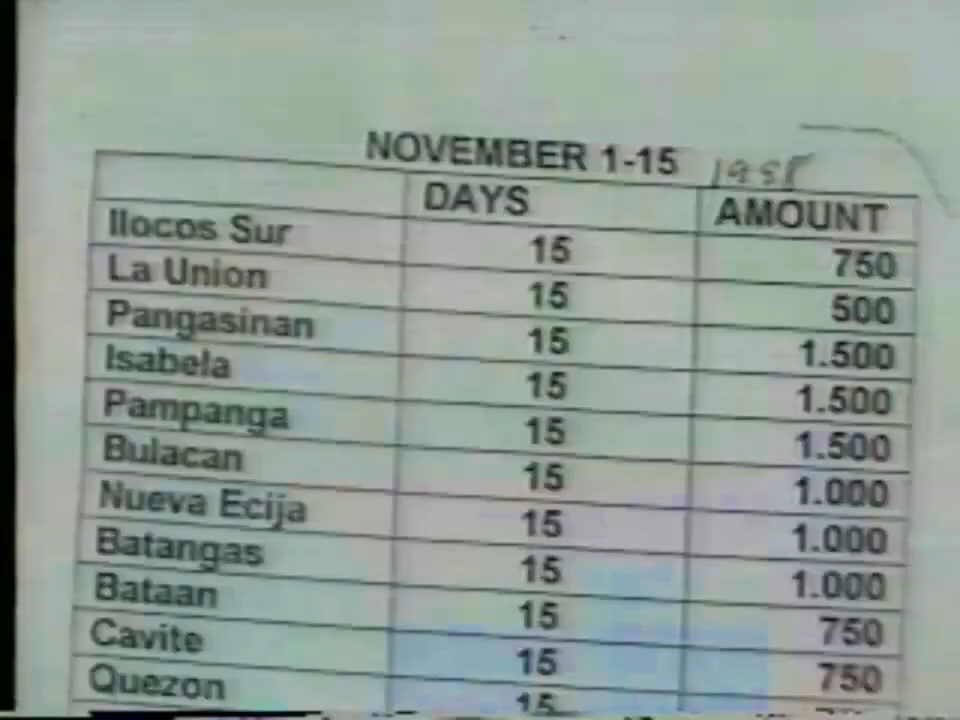 NOVEMBER 1-15
DAYS AMOUNT
Ilocos Sur 15 750
La Union 15 500
Pangasinan 15 1.500
Isabela 15 1.500
Pampanga 15 1.500
Bulacan 15 1.000
Nueva Ecija 15 1.000
Batangas 15 1.000
Bataan 15 750
Cavite 15 750
Quezon 15